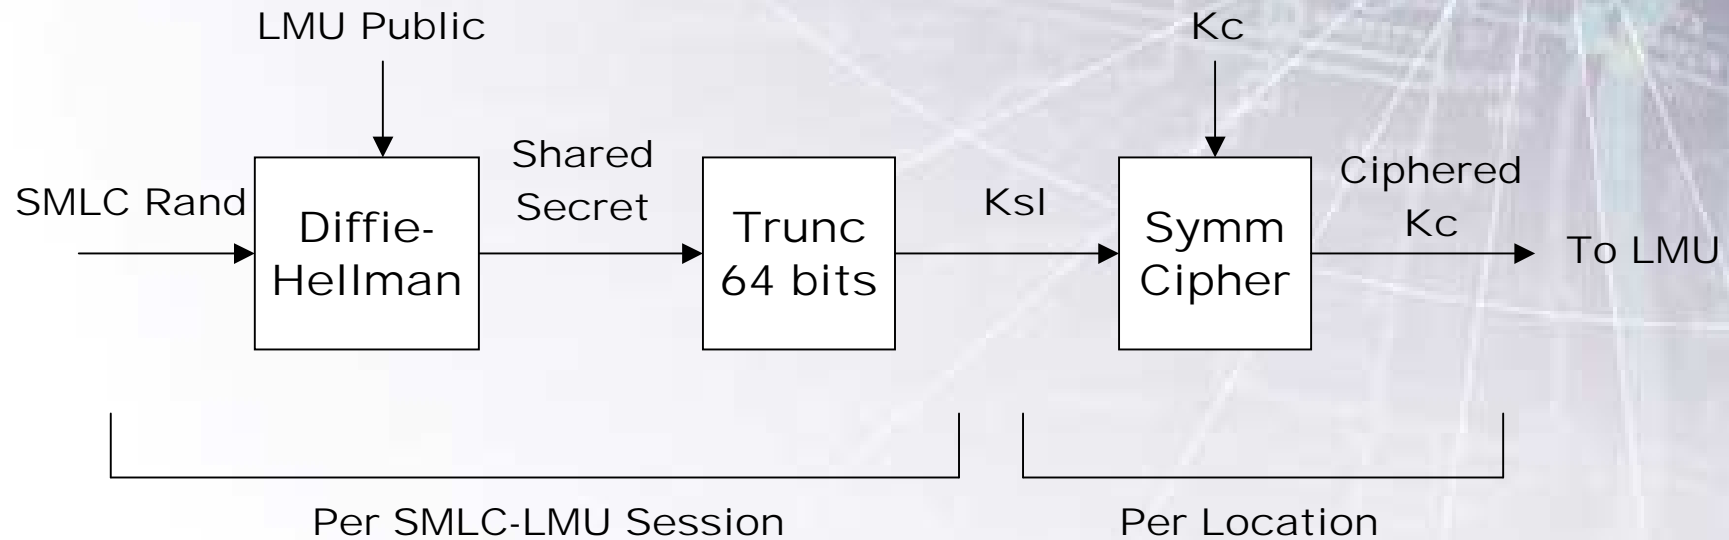 LMU Public
Kc
SMLC Rand
Diffie-
Hellman
Shared
Secret
Trunc
64 bits
Ksl
Symm
Cipher
Ciphered
Kc
To LMU
Per SMLC-LMU Session
Per Location